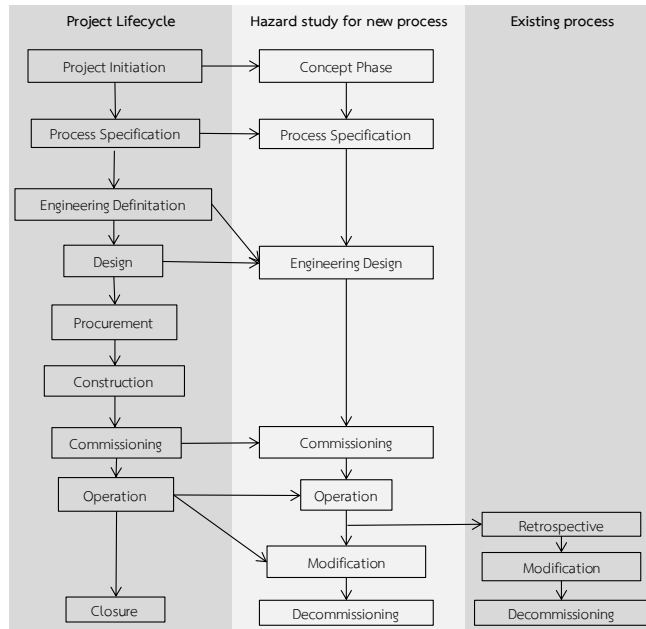 Project Lifecycle
Hazard study for new process
Existing process
Project Initiation
Concept Phase
Process Specification
Process Specification
Engineering Definitation
Design
Engineering Design
Procurement
Construction
Commissioning
Commissioning
Operation
Operation
Retrospective
Modification
Modification
Closure
Decommissioning
Decommissioning